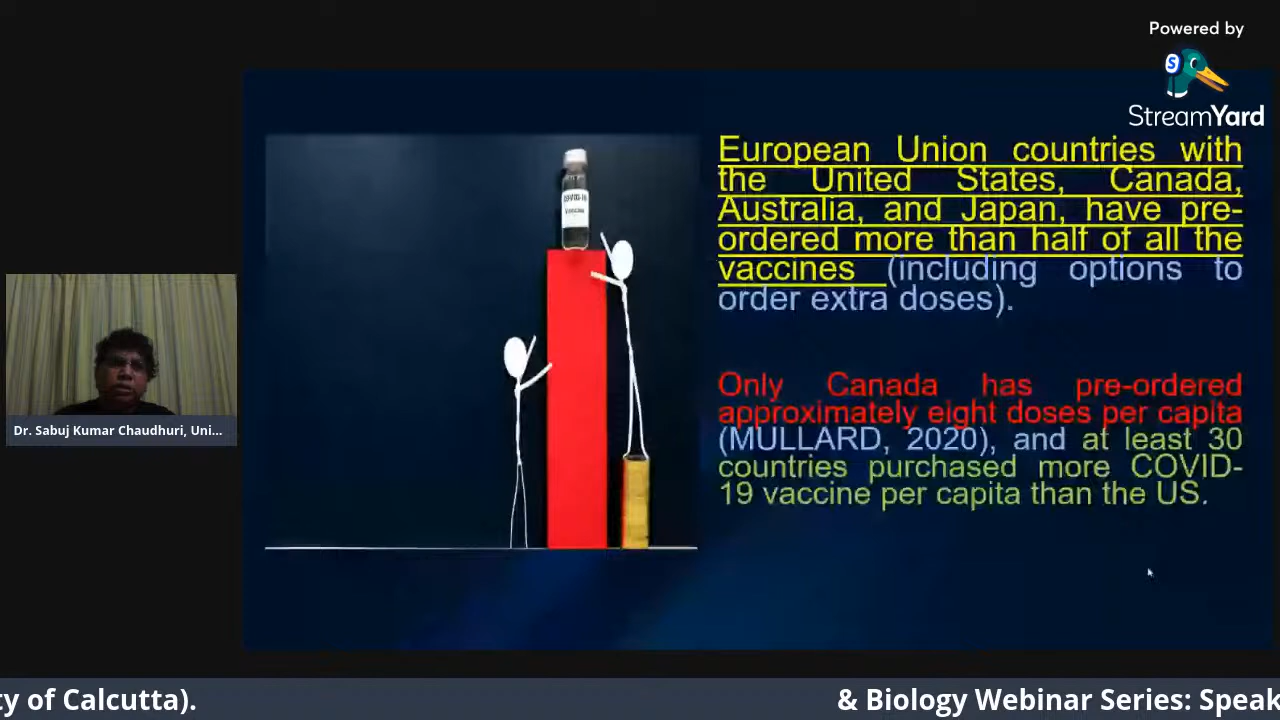 Powered by
StreamYard
European Union countries with
the United States, Canada,
Australia, and Japan, have pre-
ordered more than half of all the
vaccines (including options to
order extra doses).
Only Canada has pre-ordered
approximately eight doses per capita
(MULLARD, 2020), and at least 30
countries purchased more COVID-
19 vaccine per capita than the US.
COVID-19
Vaccine
Dr. Sabuj Kumar Chaudhuri, Uni...
ty of Calcutta). & Biology Webinar Series: Speak